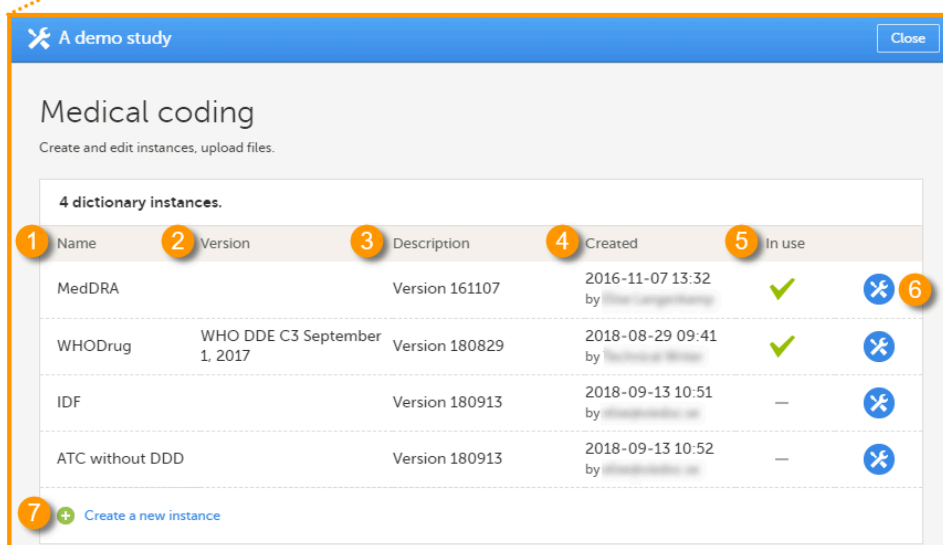 A demo study
Close
Medical coding
Create and edit instances, upload files.
4 dictionary instances.
1 Name 2 Version 3 Description 4 Created 5 In use
MedDRA Version 161107 2016-11-07 13:32
by
6
WHODrug WHO DDE C3 September Version 180829 2018-08-29 09:41
1, 2017 by
IDF Version 180913 2018-09-13 10:51
by
ATC without DDD Version 180913 2018-09-13 10:52
by
7 Create a new instance